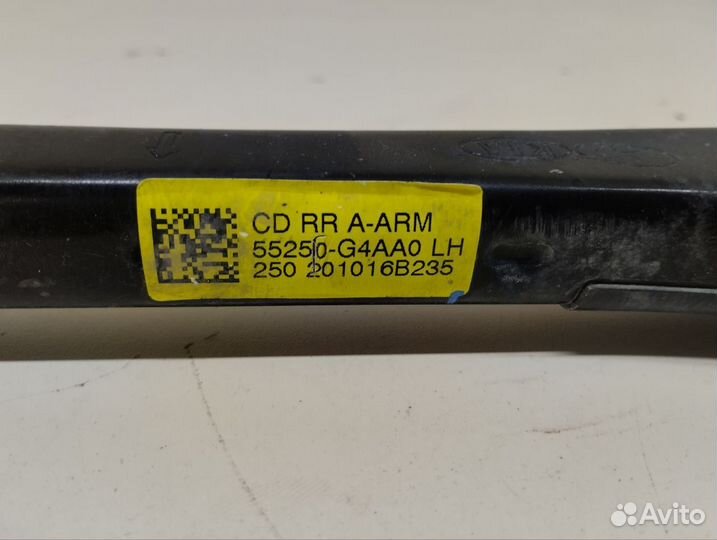 CD RR A-ARM
55250-G4AA0 LH
250 201016B235
Avito